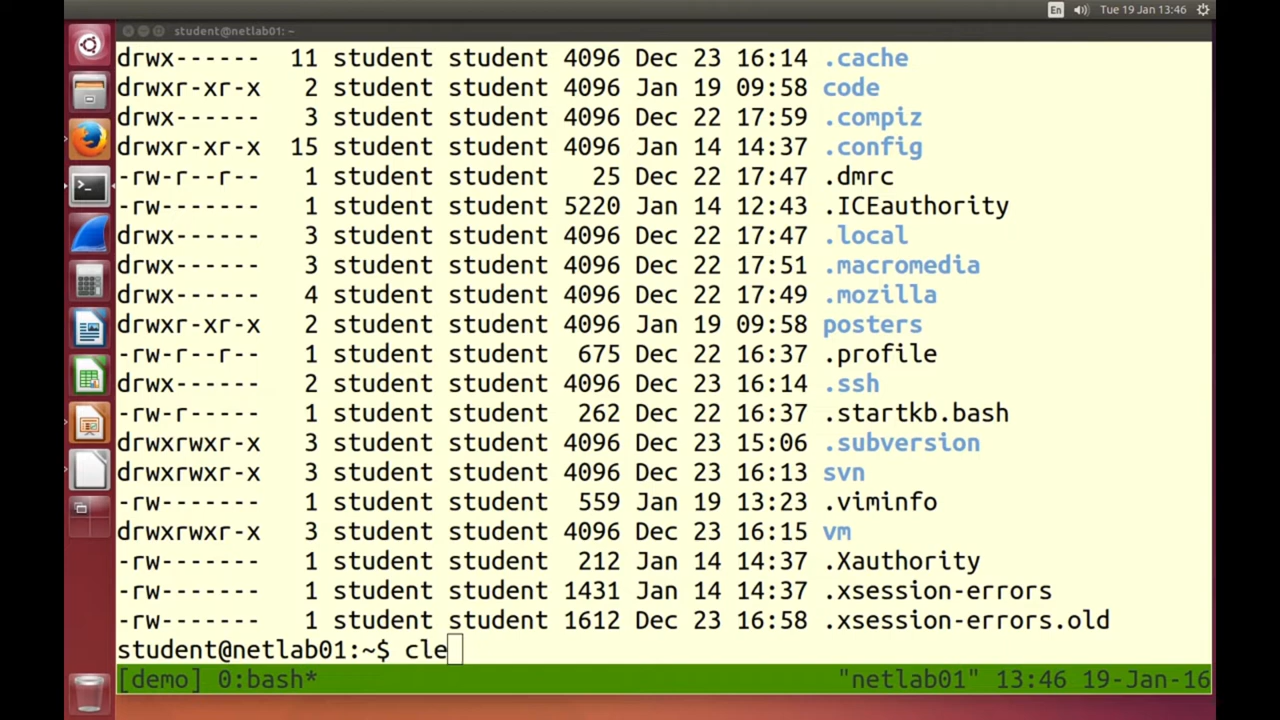 En Tue 19 Jan 13:46
student@netlab01: ~
drwx------  11 student student 4096 Dec 23 16:14 .cache
drwxr-xr-x   2 student student 4096 Jan 19 09:58 code
drwx------   3 student student 4096 Dec 22 17:59 .compiz
drwxr-xr-x  15 student student 4096 Jan 14 14:37 .config
-rw-r--r--   1 student student   25 Dec 22 17:47 .dmrc
-rw-------   1 student student 5220 Jan 14 12:43 .ICEauthority
drwx------   3 student student 4096 Dec 22 17:47 .local
drwx------   3 student student 4096 Dec 22 17:51 .macromedia
drwx------   4 student student 4096 Dec 22 17:49 .mozilla
drwxr-xr-x   2 student student 4096 Jan 19 09:58 posters
-rw-r--r--   1 student student  675 Dec 22 16:37 .profile
drwx------   2 student student 4096 Dec 23 16:14 .ssh
-rw-r-----   1 student student  262 Dec 22 16:37 .startkb.bash
drwxrwxr-x   3 student student 4096 Dec 23 15:06 .subversion
drwxrwxr-x   3 student student 4096 Dec 23 16:13 svn
-rw-------   1 student student  559 Jan 19 13:23 .viminfo
drwxrwxr-x   3 student student 4096 Dec 23 16:15 vm
-rw-------   1 student student  212 Jan 14 14:37 .Xauthority
-rw-------   1 student student 1431 Jan 14 14:37 .xsession-errors
-rw-------   1 student student 1612 Dec 23 16:58 .xsession-errors.old
student@netlab01:~$ cle
[demo] 0:bash* "netlab01" 13:46 19-Jan-16